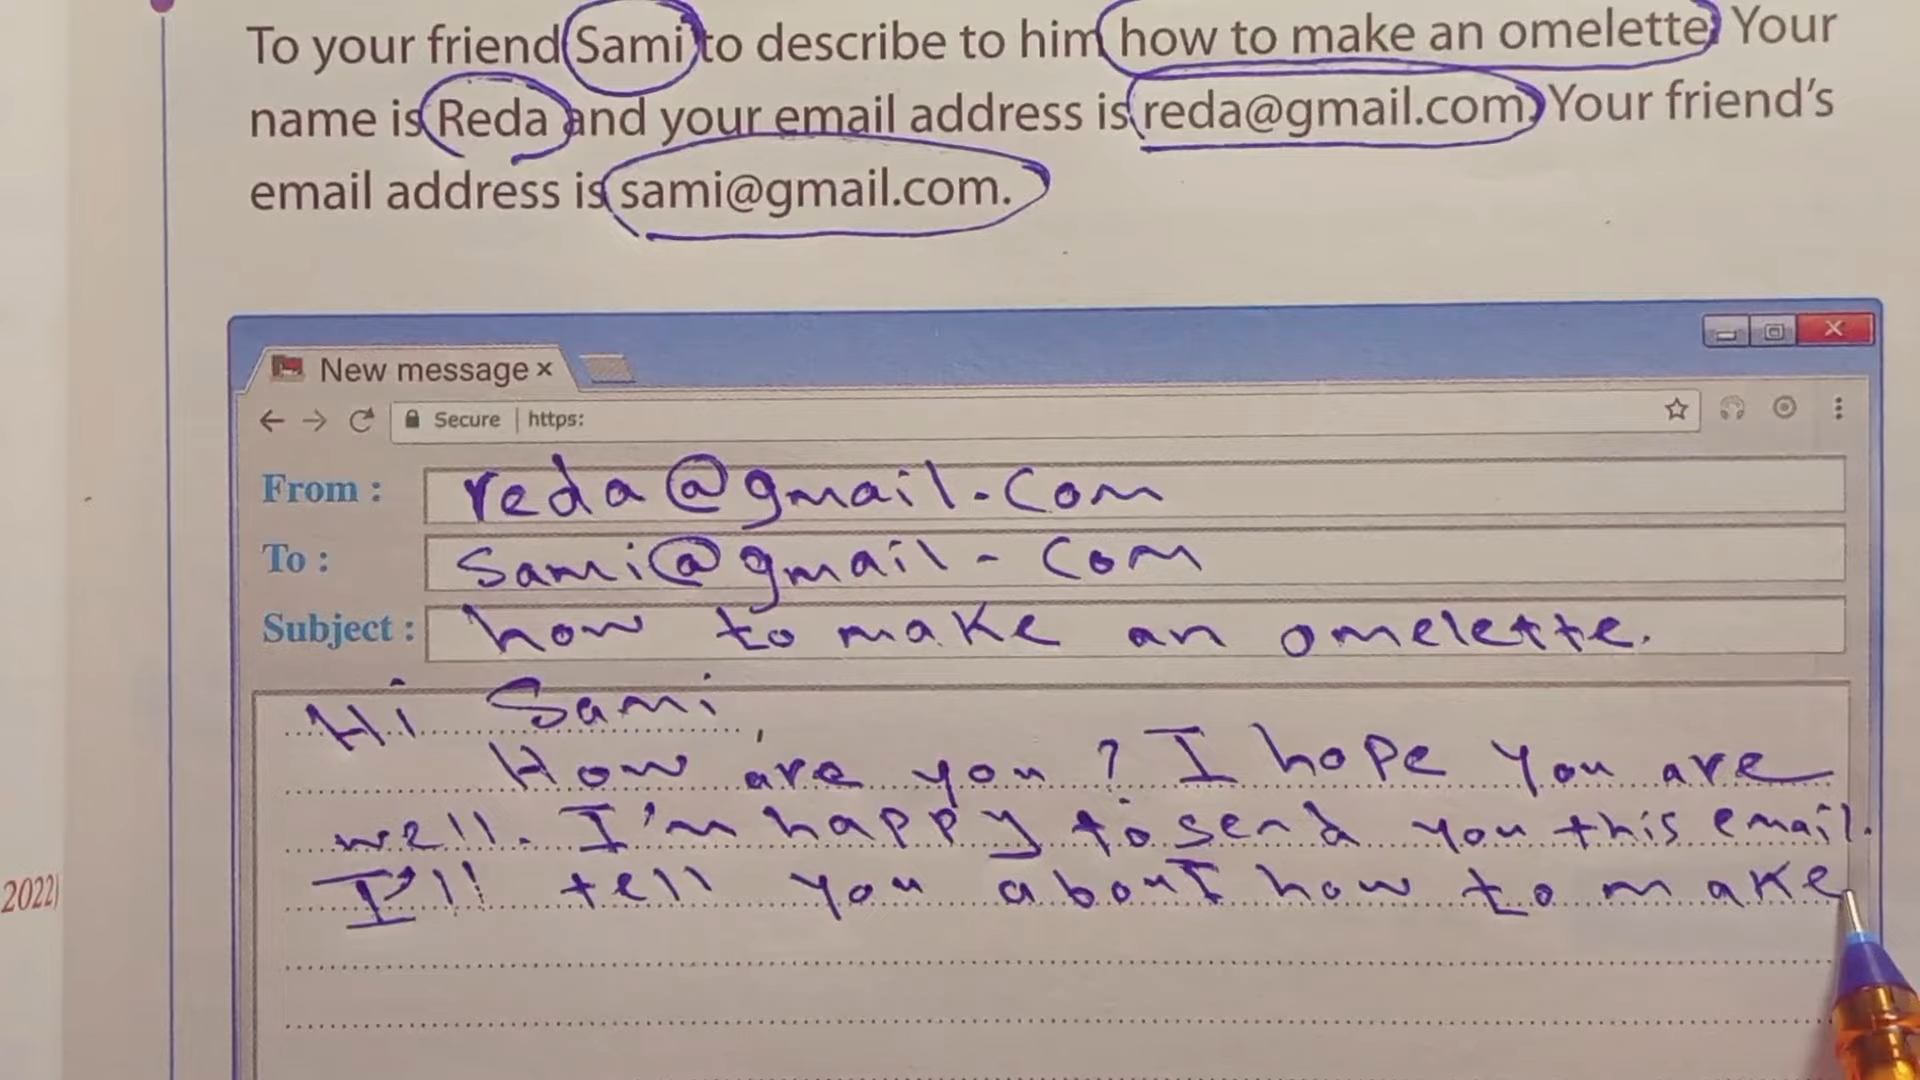 To your friend Sami to describe to him how to make an omelette. Your
name is Reda and your email address is reda@gmail.com. Your friend's
email address is sami@gmail.com.
New message ×
Secure | https:
From : reda@gmail.com
To : sami@gmail-com
Subject : how to make an omelette.
Hi Sami,
How are you? I hope you are
well. I'm happy to send you this email.
I'll tell you about how to make
2022)